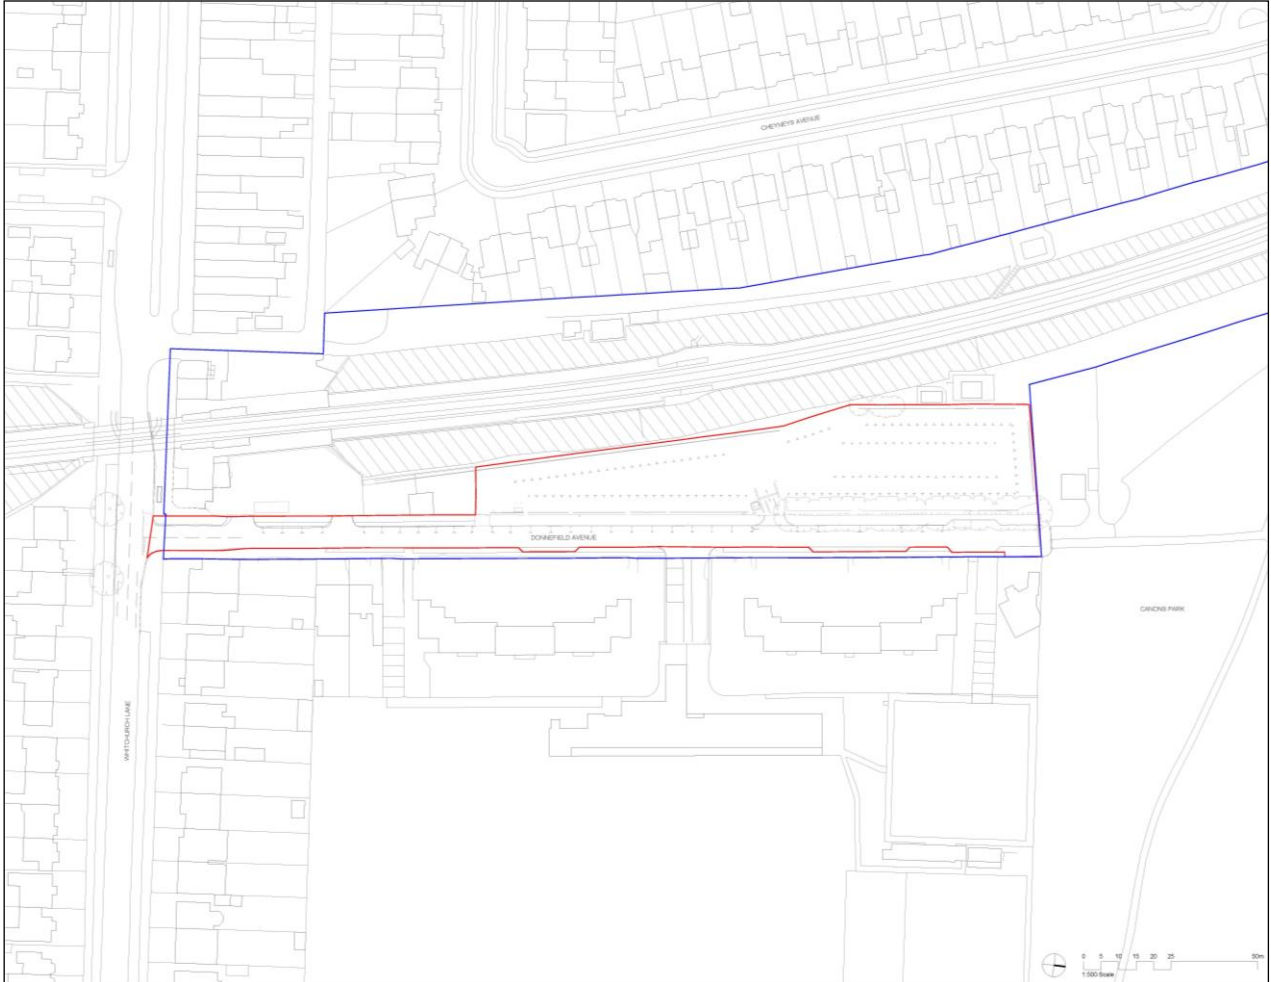 CHEYNEYS AVENUE
DONNEFIELD AVENUE
CANONS PARK
WHITCHURCH LANE
0 5 10 15 20 25 50m
1:500 Scale